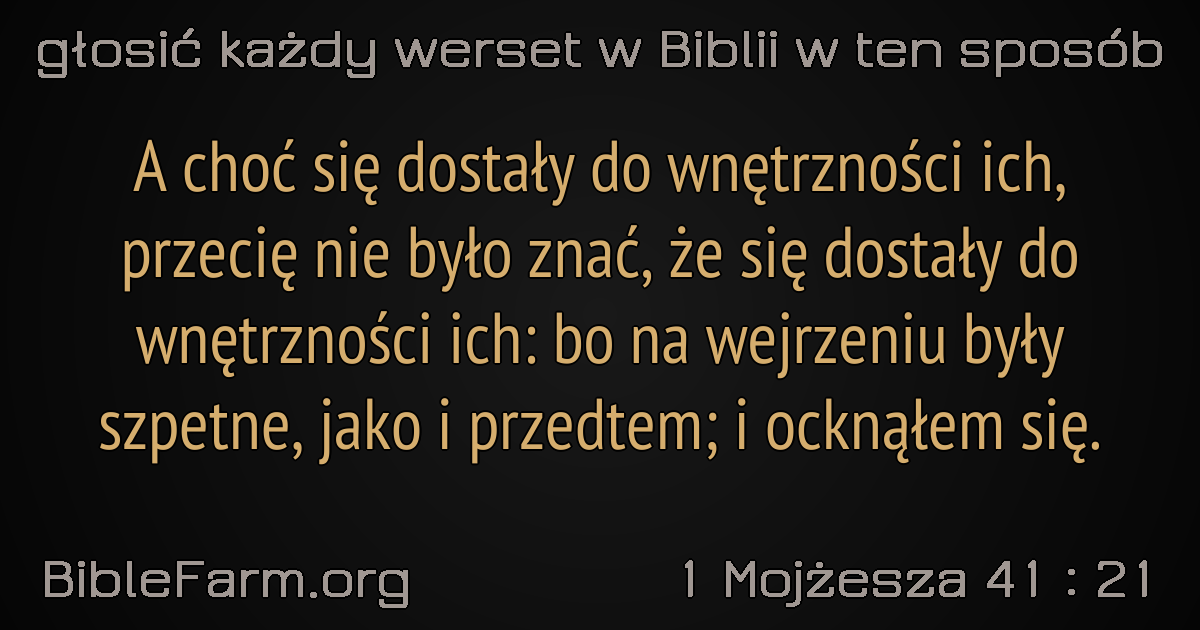 głosić każdy werset w Biblii w ten sposób
A choć się dostały do wnętrzności ich,
przecię nie było znać, że się dostały do
wnętrzności ich: bo na wejrzeniu były
szpetne, jako i przedtem; i ocknąłem się.
BibleFarm.org
1 Mojżesza 41 : 21